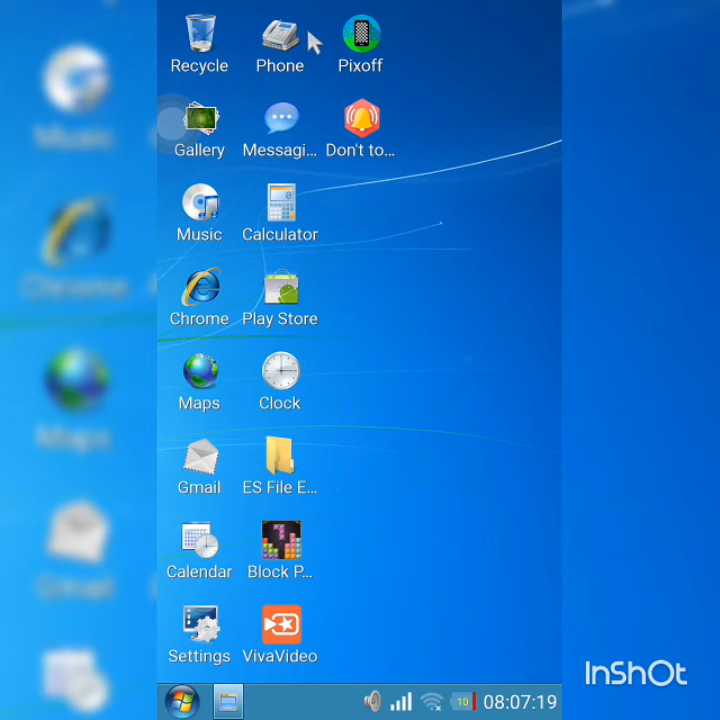 Recycle Phone Pixoff
Gallery Messagi... Don't to...
Music Calculator
Chrome Play Store
Maps Clock
Gmail ES File E...
Calendar Block P...
Settings VivaVideo
10 08:07:19
InShOt